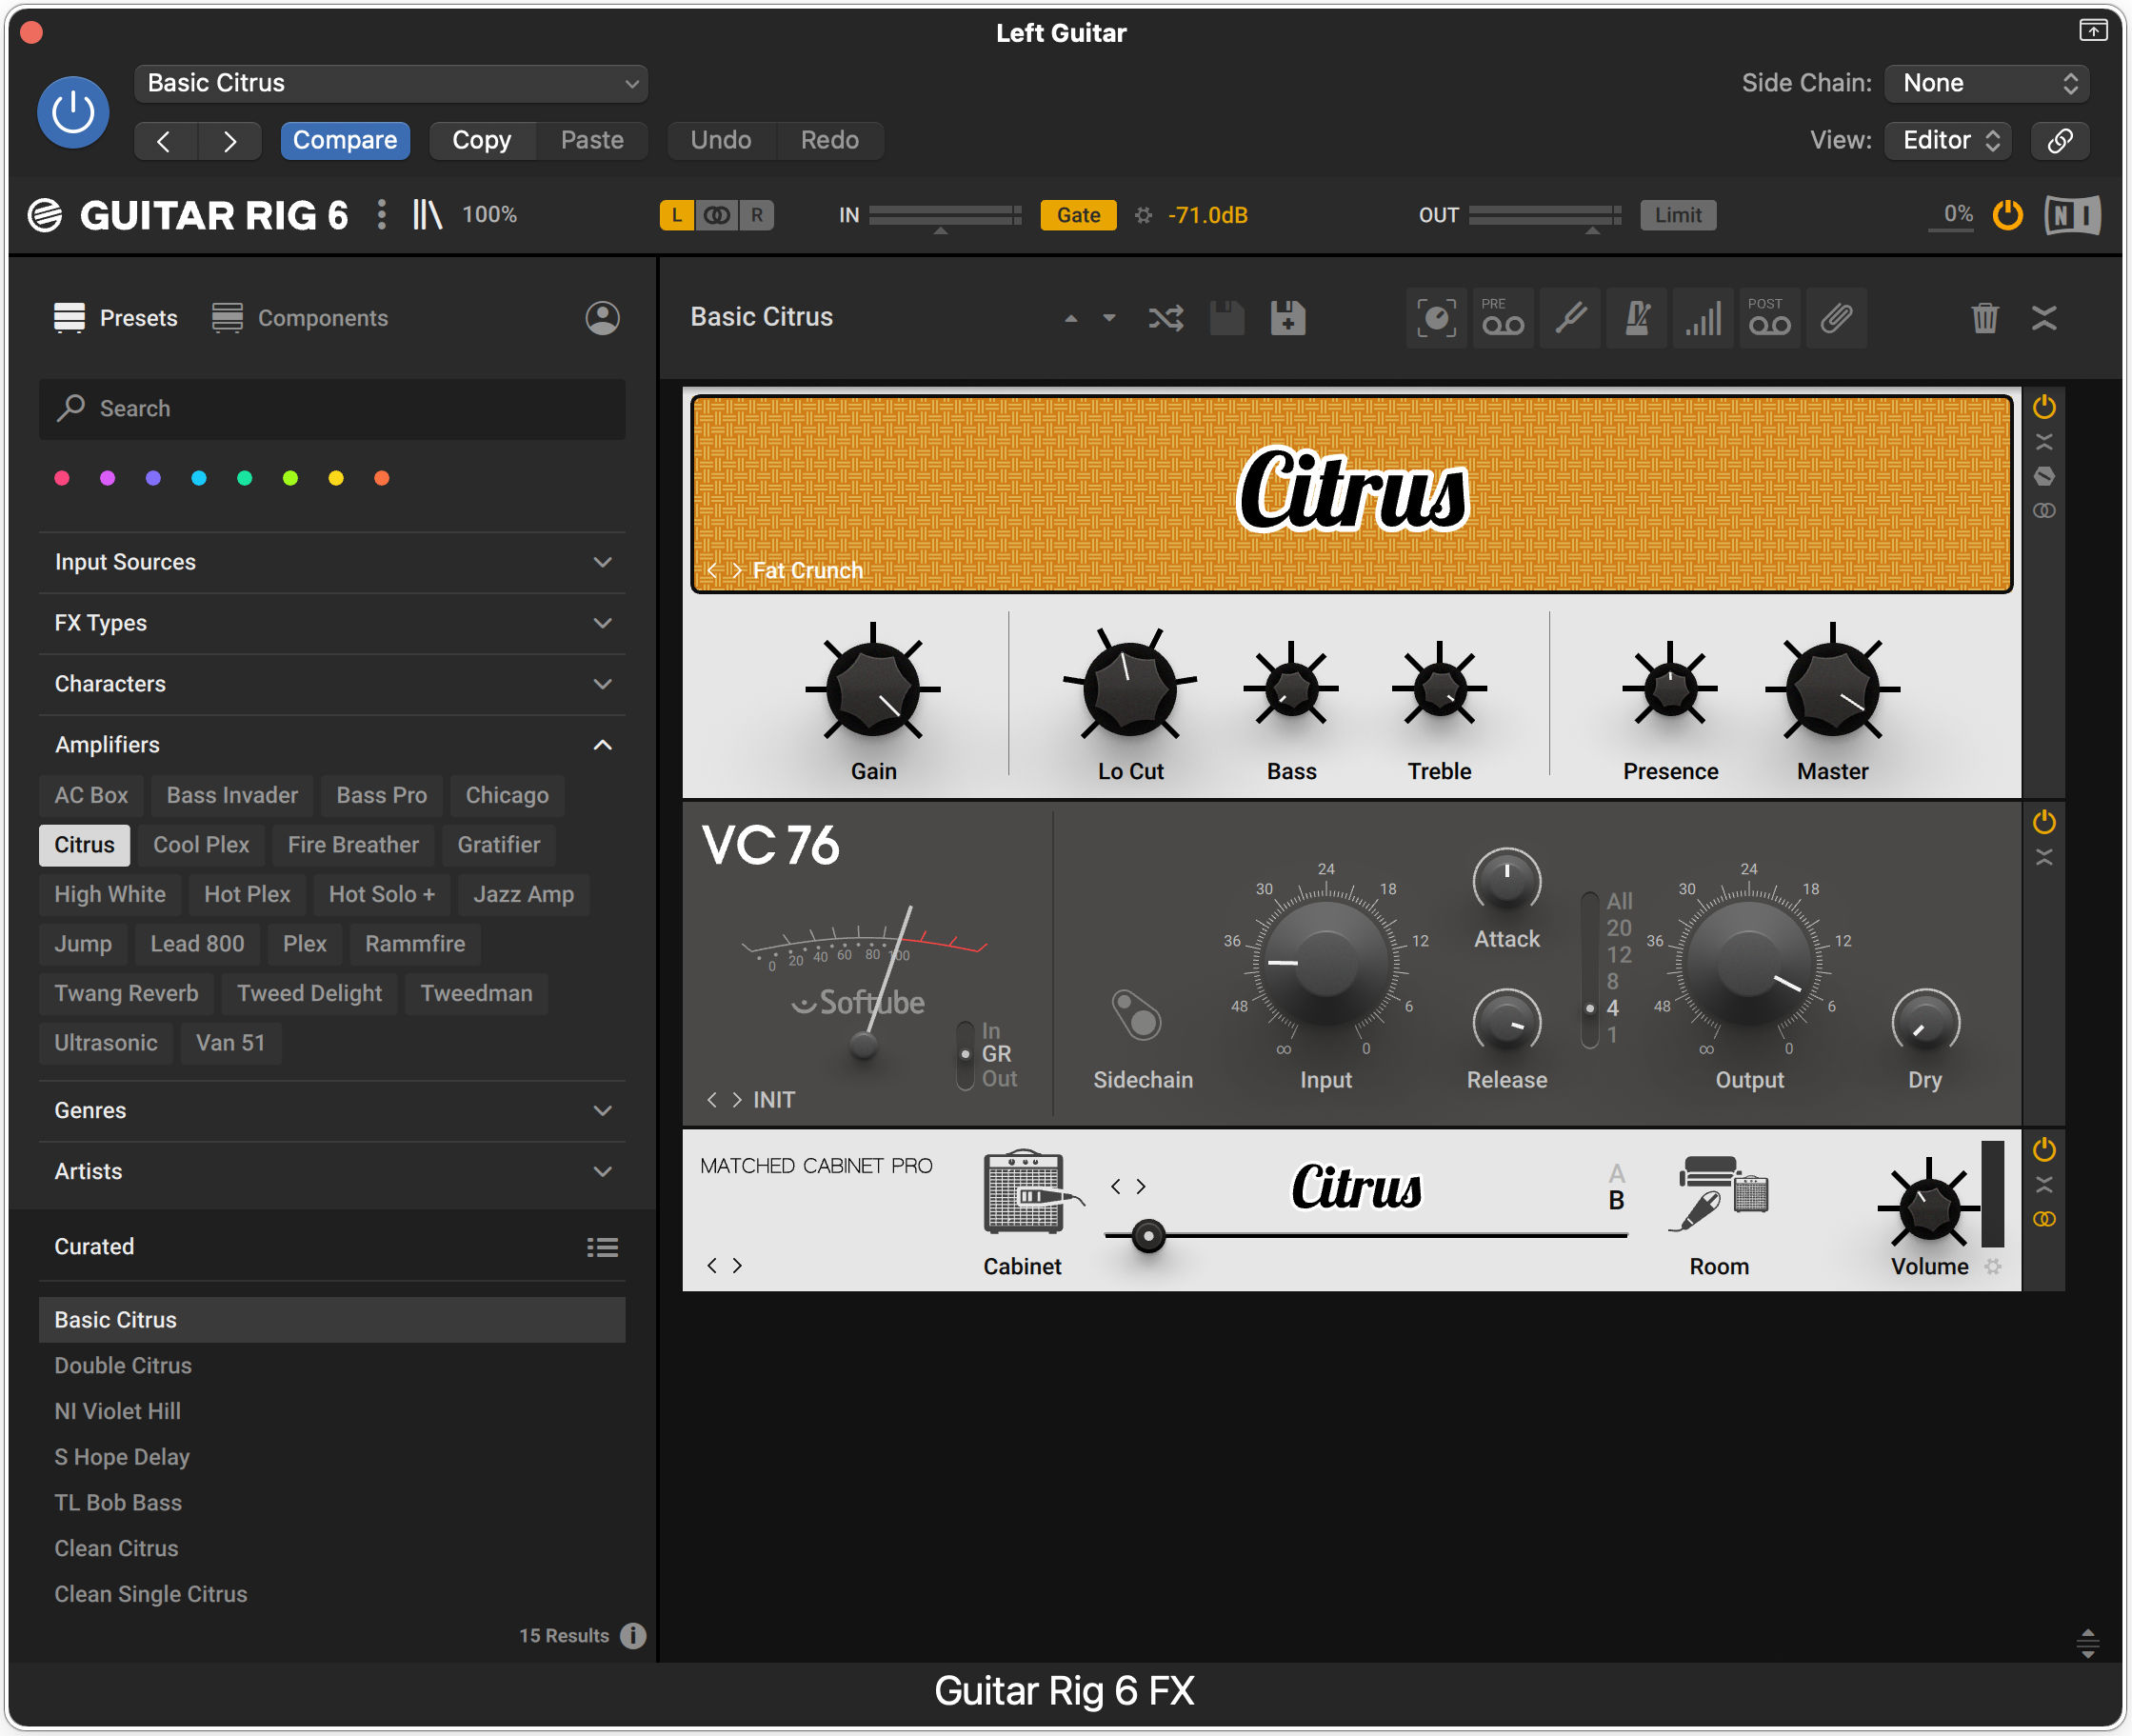 Left Guitar
Basic Citrus
Side Chain: None
Compare Copy Paste Undo Redo
View: Editor
GUITAR RIG 6 100% L R IN Gate -71.0dB OUT Limit 0% NI
Presets Components
Basic Citrus PRE POST
Search
Citrus
Fat Crunch
Input Sources
FX Types
Characters
Amplifiers
AC Box Bass Invader Bass Pro Chicago
Citrus Cool Plex Fire Breather Gratifier
High White Hot Plex Hot Solo + Jazz Amp
Jump Lead 800 Plex Rammfire
Twang Reverb Tweed Delight Tweedman
Ultrasonic Van 51
Genres
Artists
Gain Lo Cut Bass Treble Presence Master
VC 76
0 20 40 60 80 100
Softube
In
GR
Out
INIT
Sidechain
∞ 48 36 30 24 18 12 6 0
Input
Attack
Release
All
20
12
8
4
1
∞ 48 36 30 24 18 12 6 0
Output
Dry
MATCHED CABINET PRO
Cabinet
Citrus
A
B
Room
Volume
Curated
Basic Citrus
Double Citrus
NI Violet Hill
S Hope Delay
TL Bob Bass
Clean Citrus
Clean Single Citrus
15 Results i
Guitar Rig 6 FX